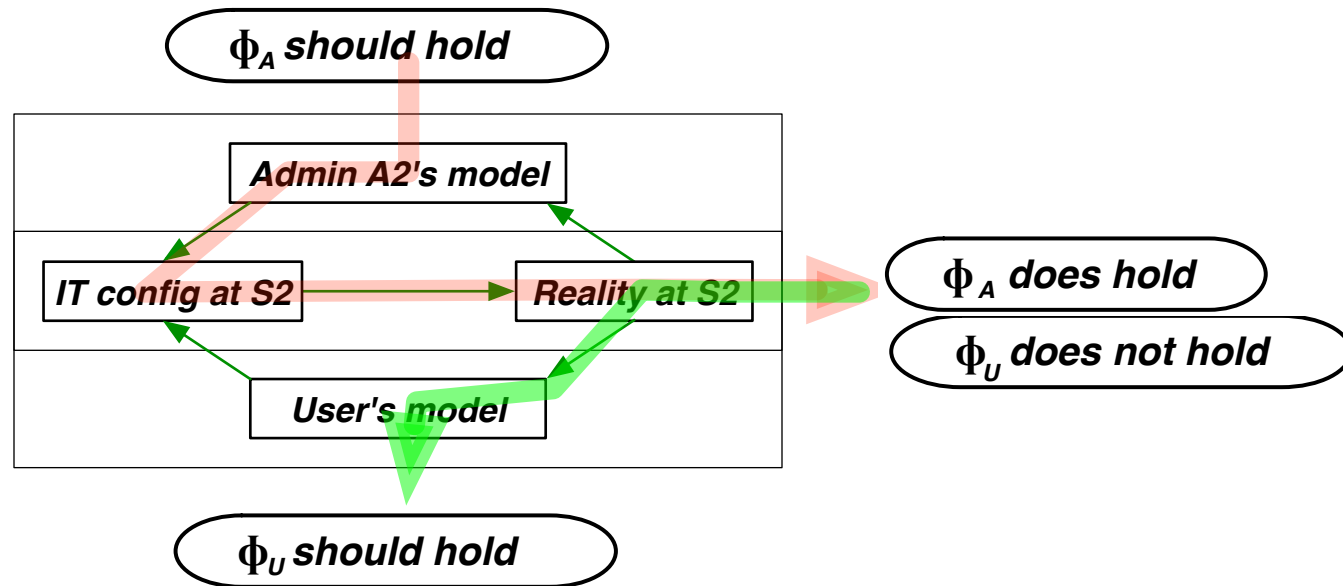 ϕA should hold
Admin A2's model
IT config at S2
Reality at S2
ϕA does hold
ϕU does not hold
User's model
ϕU should hold